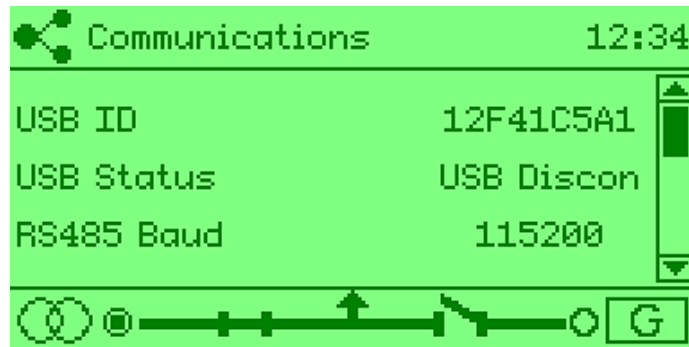 Communications 12:34
USB ID 12F41C5A1
USB Status USB Discon
RS485 Baud 115200
G